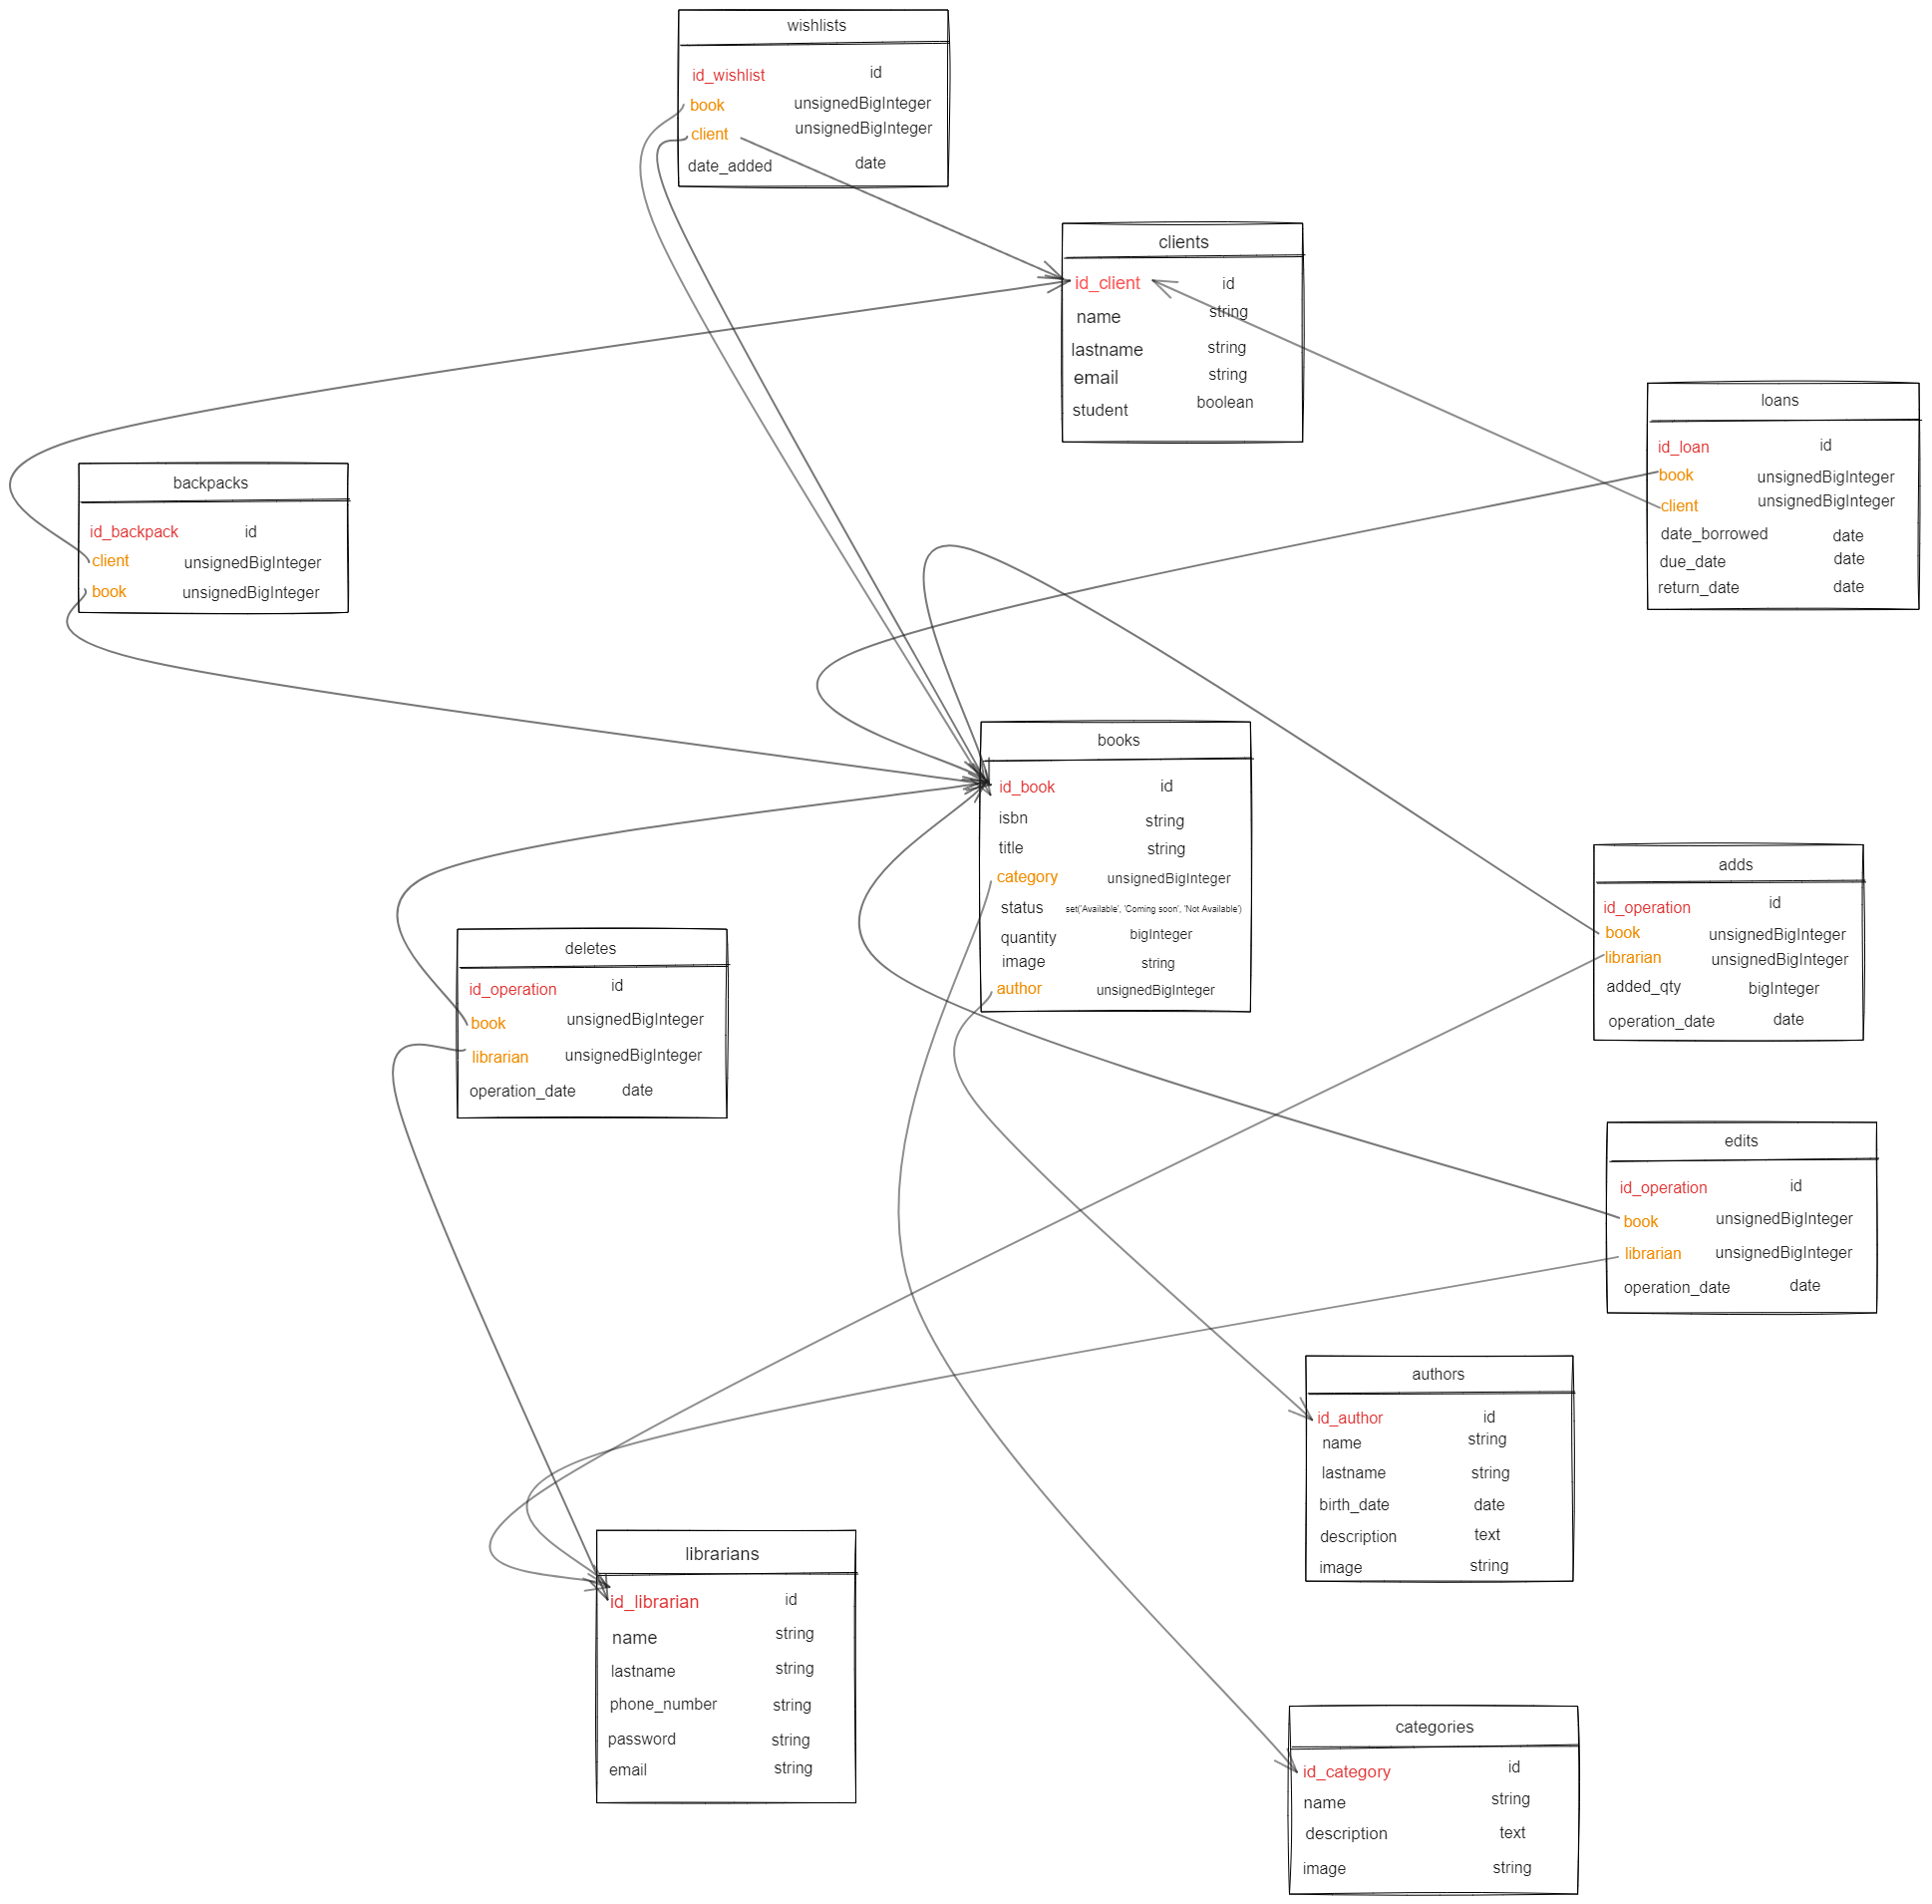 wishlists
id_wishlist id
book unsignedBigInteger
client unsignedBigInteger
date_added date
clients
id_client id
name string
lastname string
email string
student boolean
loans
id_loan id
book unsignedBigInteger
client unsignedBigInteger
date_borrowed date
due_date date
return_date date
backpacks
id_backpack id
client unsignedBigInteger
book unsignedBigInteger
books
id_book id
isbn string
title string
category unsignedBigInteger
status set('Available', 'Coming soon', 'Not Available')
quantity bigInteger
image string
author unsignedBigInteger
adds
id_operation id
book unsignedBigInteger
librarian unsignedBigInteger
added_qty bigInteger
operation_date date
deletes
id_operation id
book unsignedBigInteger
librarian unsignedBigInteger
operation_date date
edits
id_operation id
book unsignedBigInteger
librarian unsignedBigInteger
operation_date date
authors
id_author id
name string
lastname string
birth_date date
description text
image string
librarians
id_librarian id
name string
lastname string
phone_number string
password string
email string
categories
id_category id
name string
description text
image string